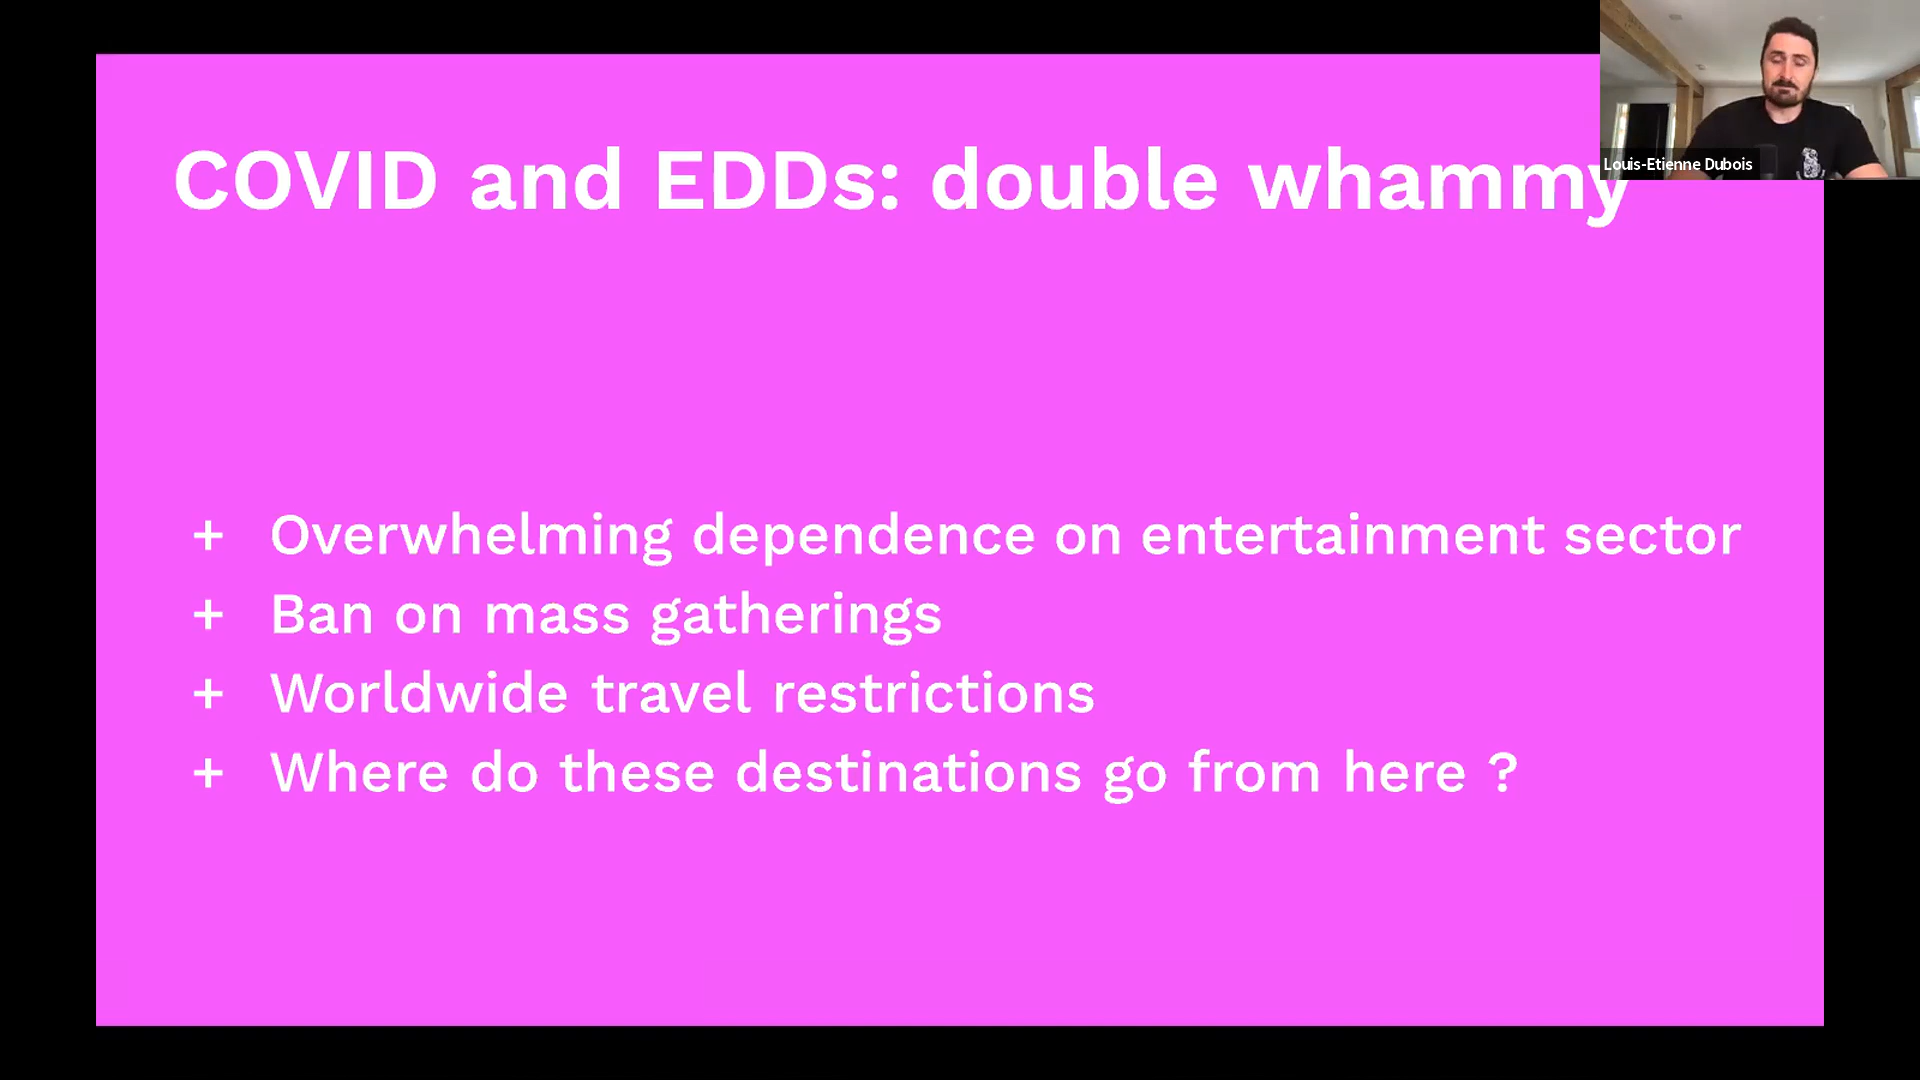 COVID and EDDs: double whammy
Louis-Etienne Dubois
+ Overwhelming dependence on entertainment sector
+ Ban on mass gatherings
+ Worldwide travel restrictions
+ Where do these destinations go from here ?